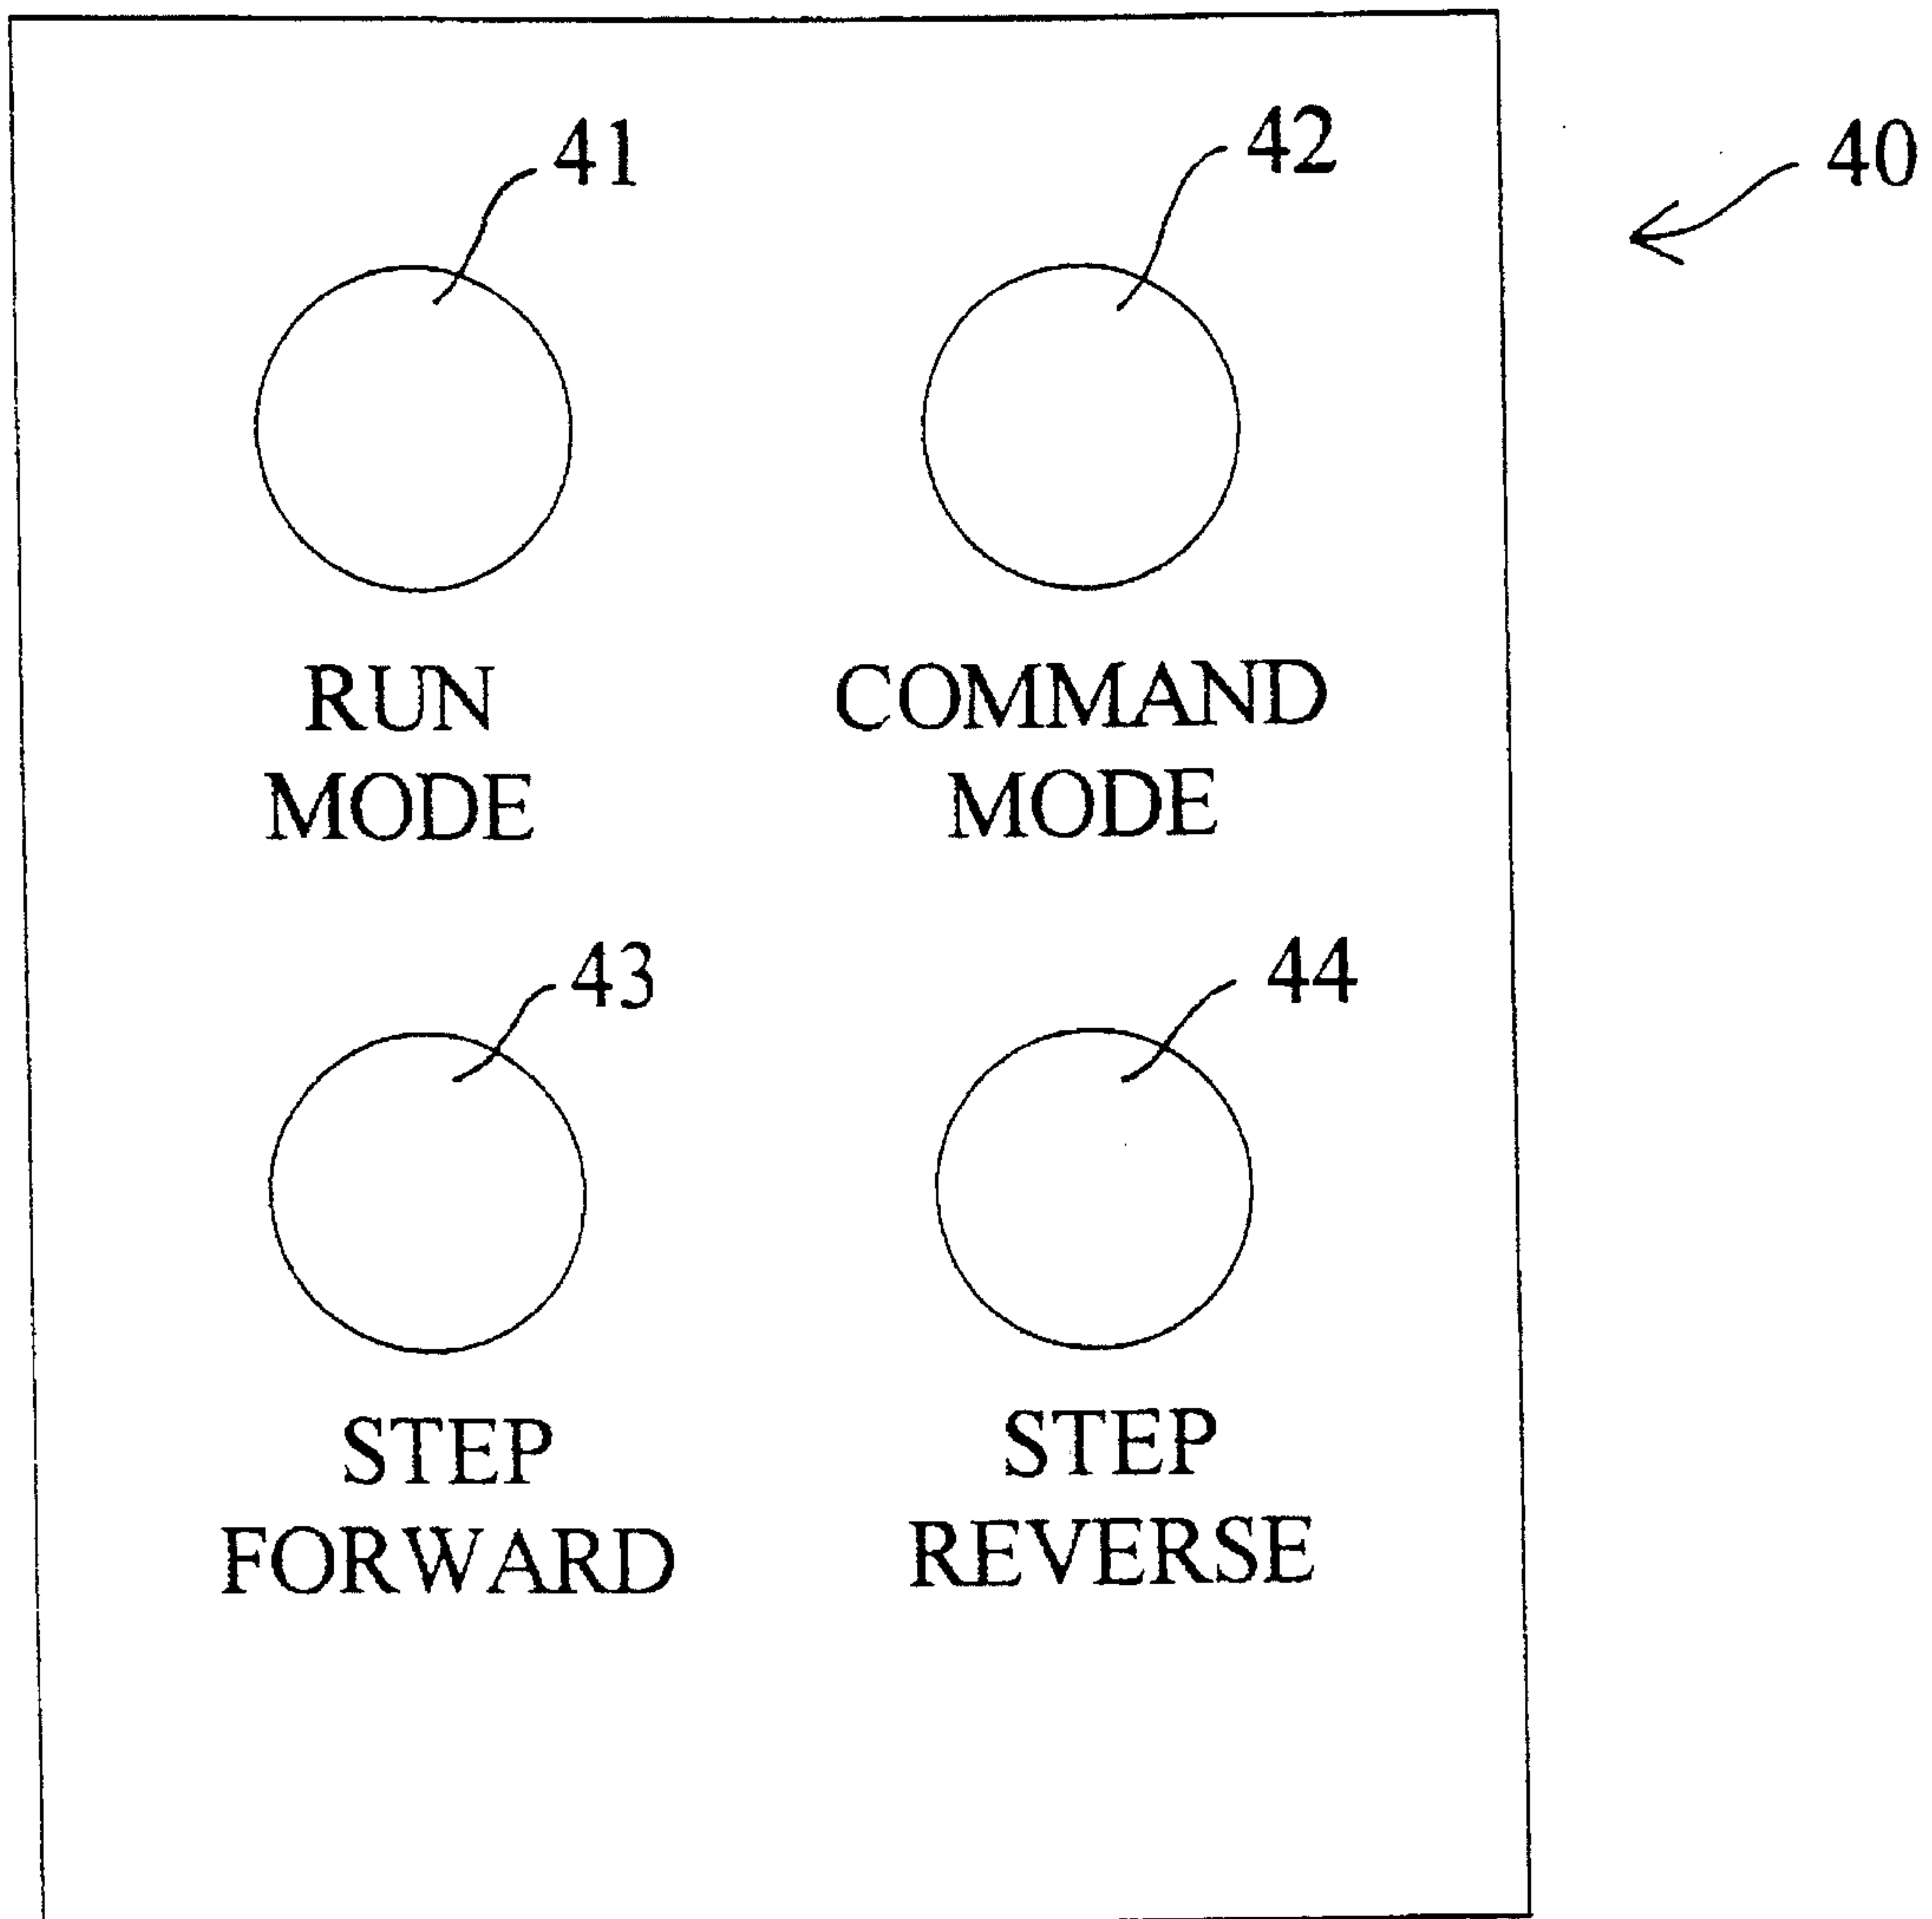 41
42
40
RUN
MODE
COMMAND
MODE
43
44
STEP
FORWARD
STEP
REVERSE